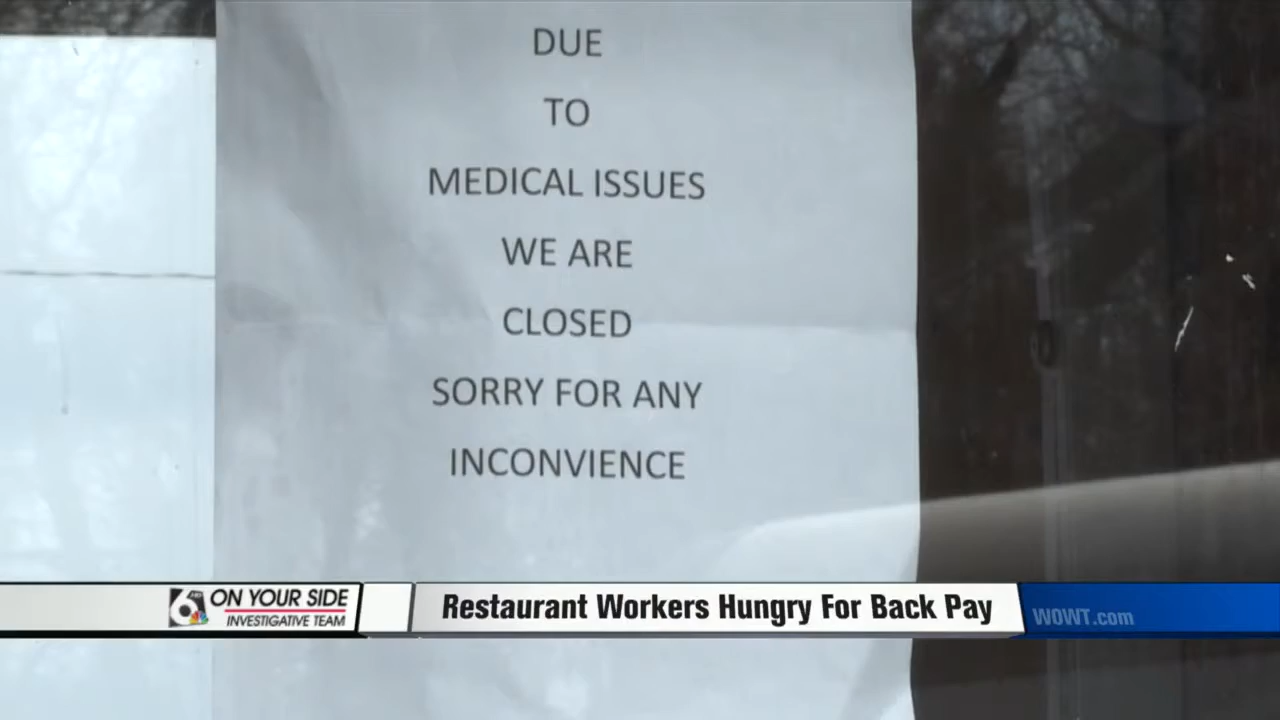 DUE
TO
MEDICAL ISSUES
WE ARE
CLOSED
SORRY FOR ANY
INCONVIENCE
6 ON YOUR SIDE
INVESTIGATIVE TEAM
Restaurant Workers Hungry For Back Pay
WOWT.com